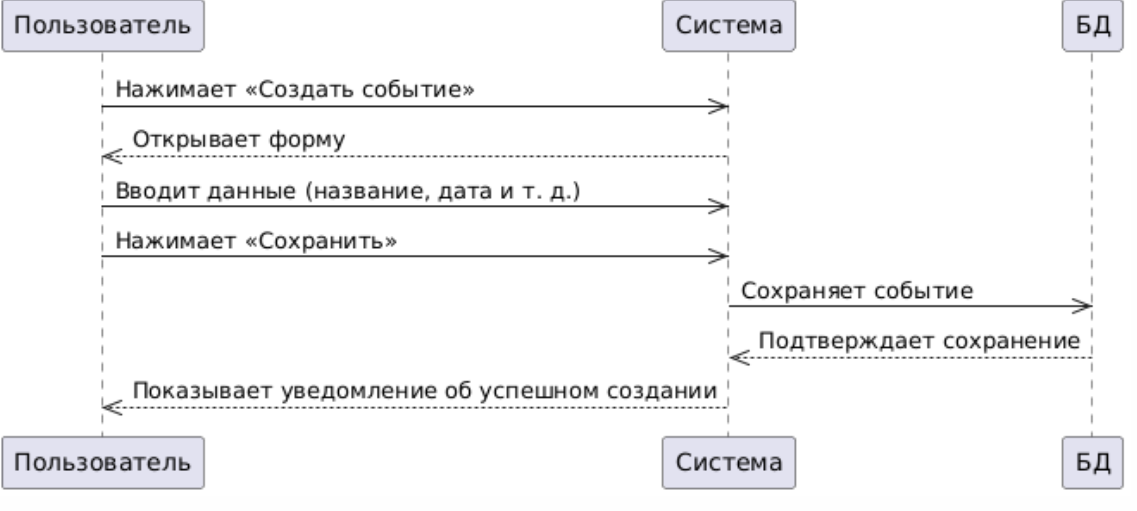 Пользователь
Система
БД
Нажимает «Создать событие»
Открывает форму
Вводит данные (название, дата и т. д.)
Нажимает «Сохранить»
Сохраняет событие
Подтверждает сохранение
Показывает уведомление об успешном создании
Пользователь
Система
БД